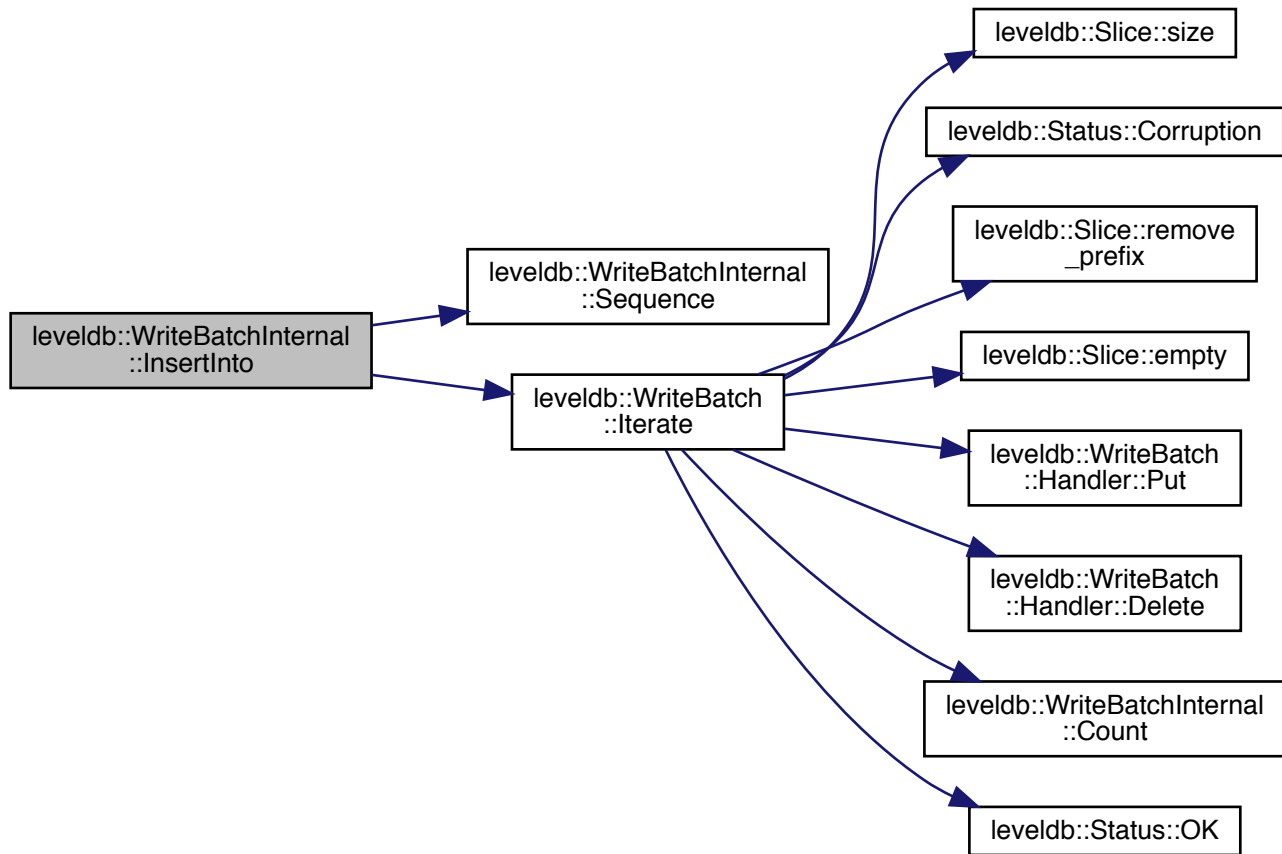 leveldb::WriteBatchInternal
::InsertInto
leveldb::WriteBatchInternal
::Sequence
leveldb::WriteBatch
::Iterate
leveldb::Slice::size
leveldb::Status::Corruption
leveldb::Slice::remove
_prefix
leveldb::Slice::empty
leveldb::WriteBatch
::Handler::Put
leveldb::WriteBatch
::Handler::Delete
leveldb::WriteBatchInternal
::Count
leveldb::Status::OK